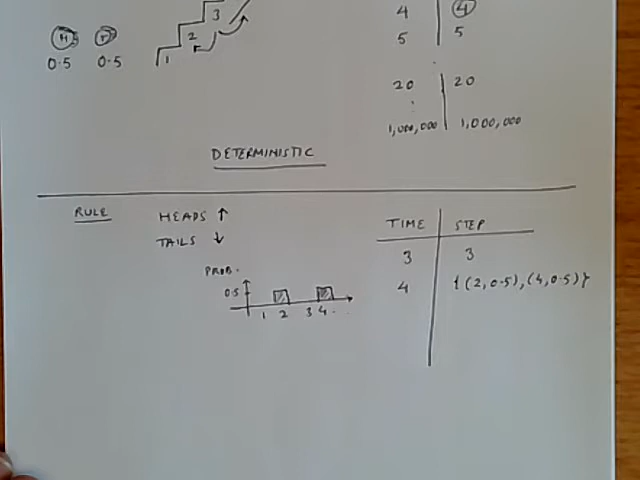 3
2
1
H T
0.5 0.5
4 4
5 5
.
20 20
:
1,000,000 1,000,000
DETERMINISTIC
RULE HEADS ↑
TAILS ↓
TIME STEP
3 3
4 {(2,0.5),(4,0.5)}
PROB.
0.5
1 2 3 4 . .